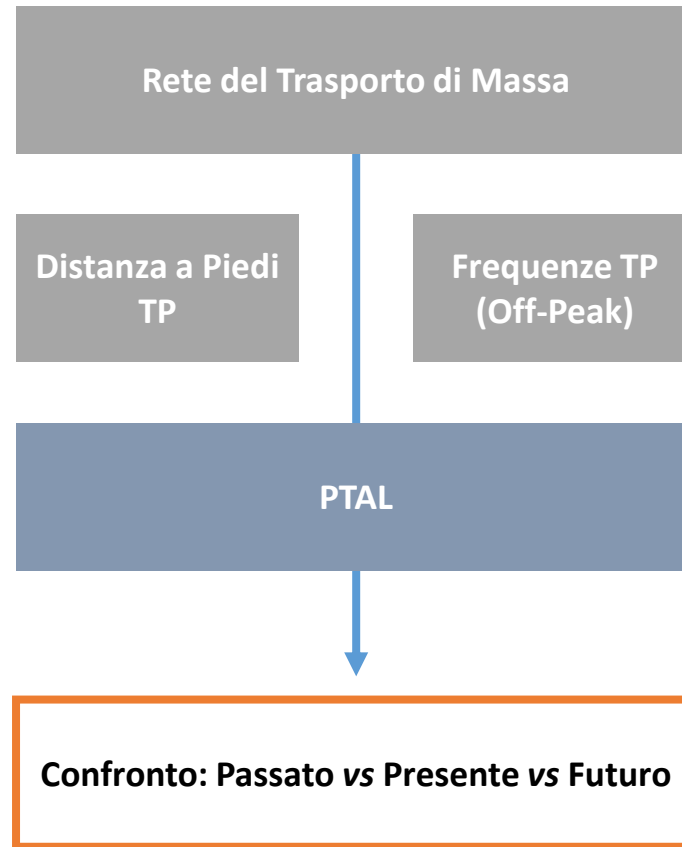 Rete del Trasporto di Massa
Distanza a Piedi
TP
Frequenze TP
(Off-Peak)
PTAL
Confronto: Passato vs Presente vs Futuro